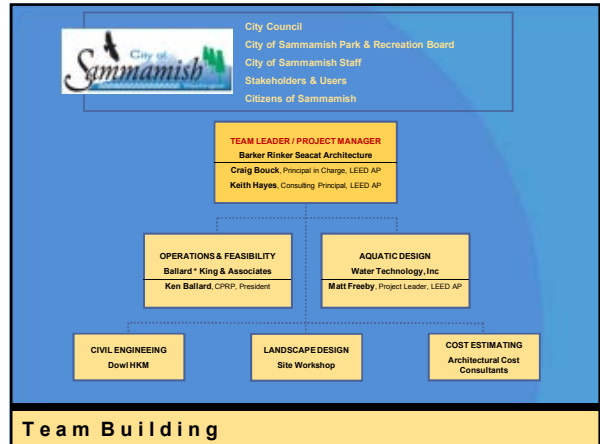 City Council
City of Sammamish Park & Recreation Board
City of Sammamish Staff
Stakeholders & Users
Citizens of Sammamish
City of
Sammamish
Washington
TEAM LEADER / PROJECT MANAGER
Barker Rinker Seacat Architecture
Craig Bouck, Principal in Charge, LEED AP
Keith Hayes, Consulting Principal, LEED AP
OPERATIONS & FEASIBILITY
Ballard * King & Associates
Ken Ballard, CPRP, President
AQUATIC DESIGN
Water Technology, Inc
Matt Freeby, Project Leader, LEED AP
CIVIL ENGINEEING
Dowl HKM
LANDSCAPE DESIGN
Site Workshop
COST ESTIMATING
Architectural Cost
Consultants
Team Building